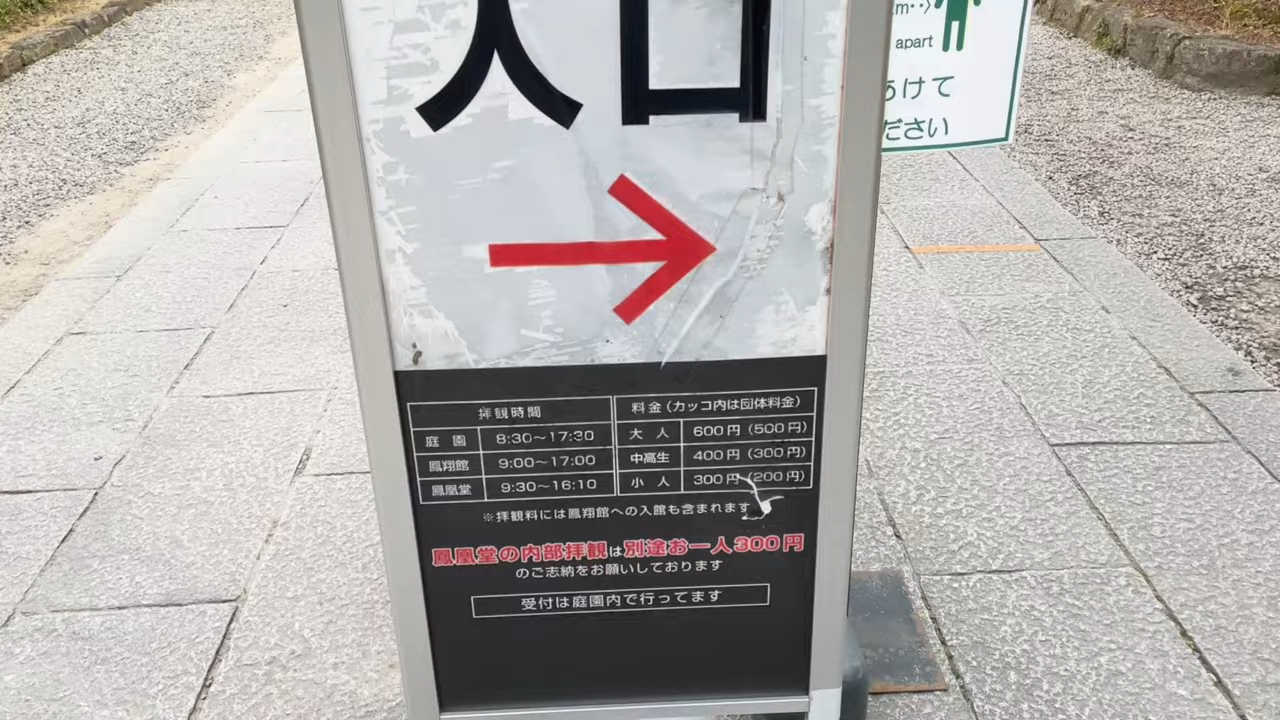 入口
m‥>
apart
あけて
ださい
拝観時間
庭 園 8:30～17:30
鳳翔館 9:00～17:00
鳳凰堂 9:30～16:10
料金（カッコ内は団体料金）
大 人 600円（500円）
中高生 400円（300円）
小 人 300円（200円）
※拝観料には鳳翔館への入館も含まれます
鳳凰堂の内部拝観は別途お一人300円
のご志納をお願いしております
受付は庭園内で行ってます